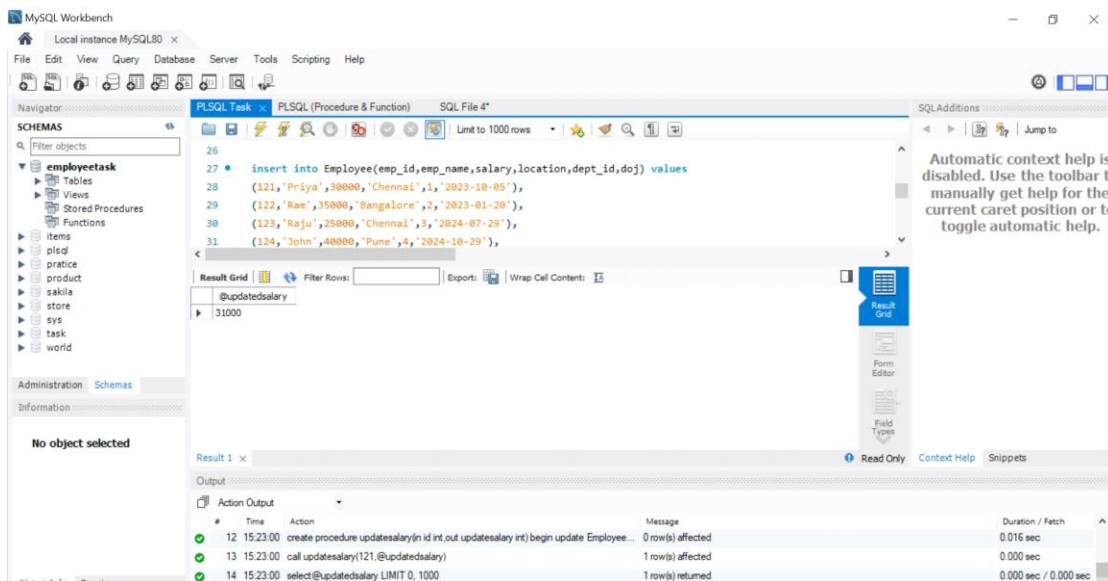 MySQL Workbench
Local instance MySQL80
File Edit View Query Database Server Tools Scripting Help
Navigator
SCHEMAS
Filter objects
employeetask
Tables
Views
Stored Procedures
Functions
items
plsql
pratice
product
sakila
store
sys
task
world
Administration Schemas
Information
No object selected
PLSQL Task PLSQL (Procedure & Function) SQL File 4*
Limit to 1000 rows
26
27 insert into Employee(emp_id,emp_name,salary,location,dept_id,doj) values
28 (121,'Priya',30000,'Chennai',1,'2023-10-05'),
29 (122,'Ram',35000,'Bangalore',2,'2023-01-20'),
30 (123,'Raju',25000,'Chennai',3,'2024-07-29'),
31 (124,'John',40000,'Pune',4,'2024-10-29'),
Result Grid Filter Rows: Export: Wrap Cell Content:
@updatedsalary
31000
Result
Grid
Form
Editor
Field
Types
Result 1
Read Only
SQLAdditions
Jump to
Automatic context help is
disabled. Use the toolbar
manually get help for the
current caret position or
toggle automatic help.
Context Help Snippets
Output
Action Output
# Time Action Message Duration / Fetch
12 15:23:00 create procedure updatesalary(in id int,out updatesalary int) begin update Employee... 0 row(s) affected 0.016 sec
13 15:23:00 call updatesalary(121,@updatedsalary) 1 row(s) affected 0.000 sec
14 15:23:00 select@updatedsalary LIMIT 0, 1000 1 row(s) returned 0.000 sec / 0.000 sec